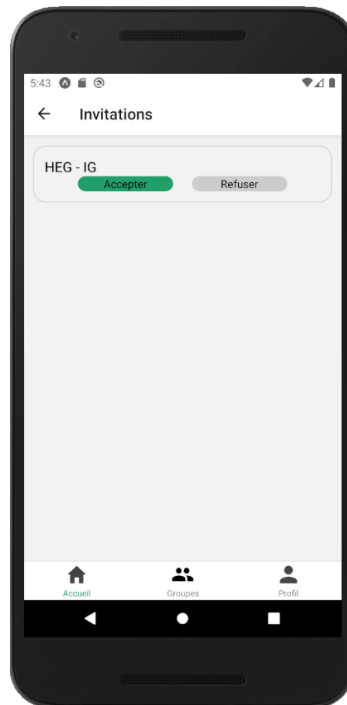 5:43
Invitations
HEG - IG
Accepter Refuser
Accueil Groupes Profil